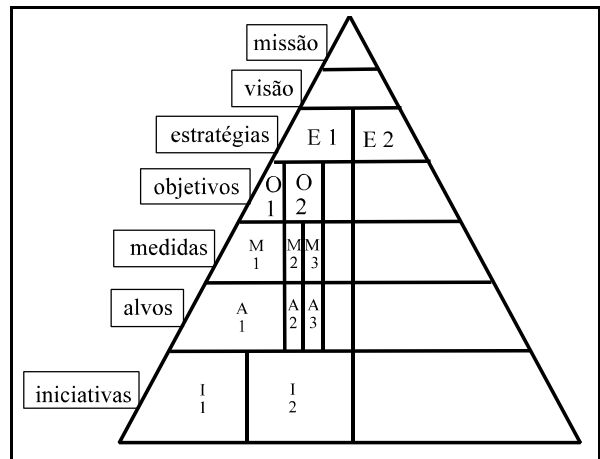 missão
visão
estratégias
E 1
E 2
objetivos
O
1
O
2
medidas
M
1
M
2
M
3
alvos
A
1
A
2
A
3
iniciativas
I
1
I
2